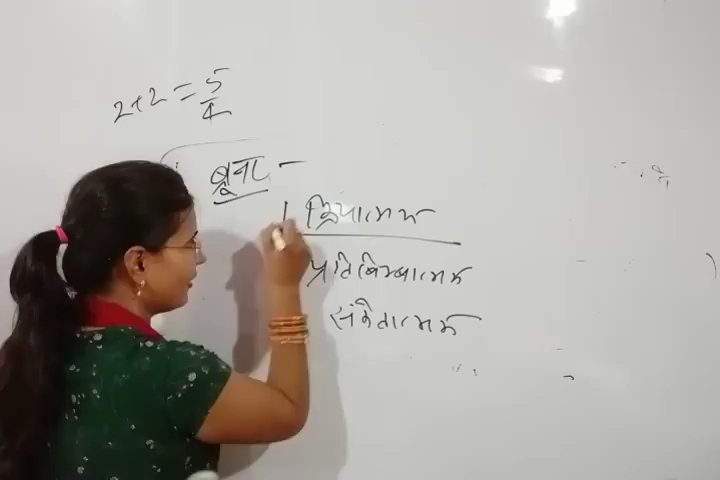 2+2=5/4
ब्रूनर -
1 क्रियात्मक
प्रतिबिम्बात्मक
संकेतात्मक